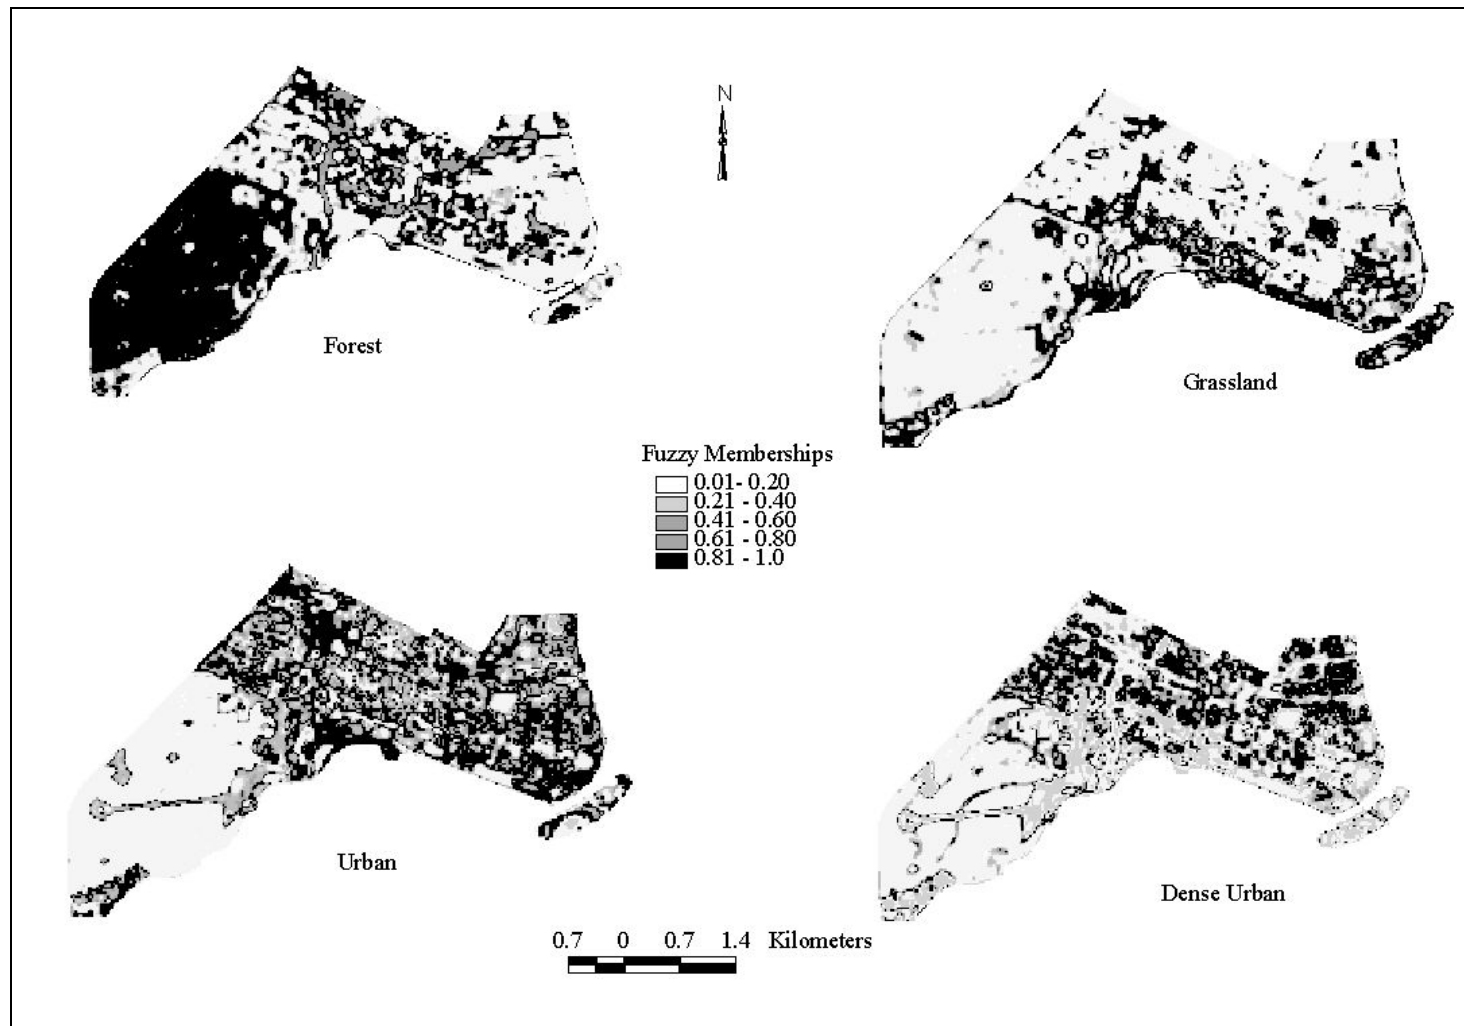 N
Forest
Grassland
Fuzzy Memberships
0.01- 0.20
0.21 - 0.40
0.41 - 0.60
0.61 - 0.80
0.81 - 1.0
Urban
Dense Urban
0.7 0 0.7 1.4 Kilometers